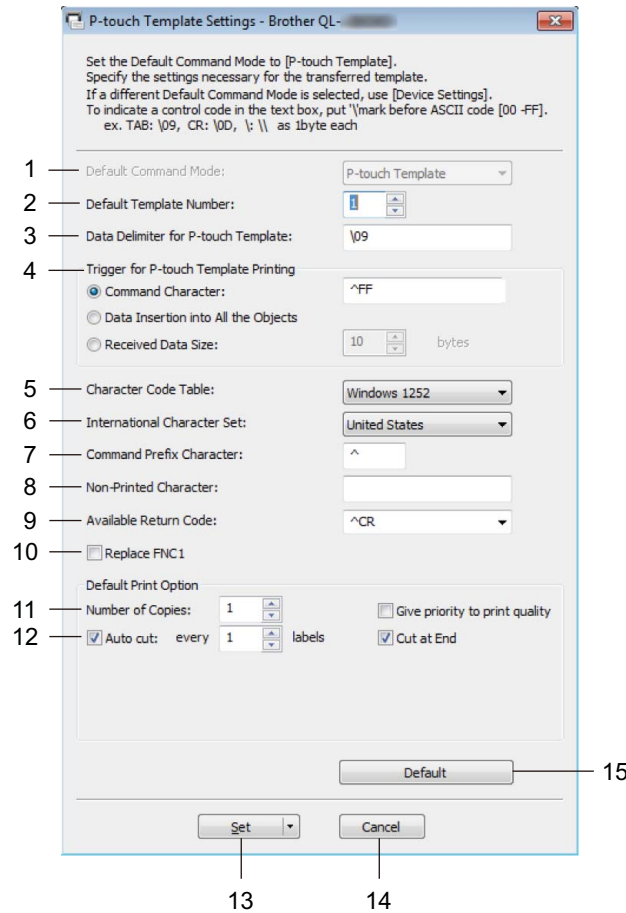 P-touch Template Settings - Brother QL-
Set the Default Command Mode to [P-touch Template].
Specify the settings necessary for the transferred template.
If a different Default Command Mode is selected, use [Device Settings].
To indicate a control code in the text box, put '\'mark before ASCII code [00 -FF].
ex. TAB: \09, CR: \0D, \: \\ as 1byte each
1 Default Command Mode: P-touch Template
2 Default Template Number: 1
3 Data Delimiter for P-touch Template: \09
4 Trigger for P-touch Template Printing
Command Character: ^FF
Data Insertion into All the Objects
Received Data Size: 10 bytes
5 Character Code Table: Windows 1252
6 International Character Set: United States
7 Command Prefix Character: ^
8 Non-Printed Character:
9 Available Return Code: ^CR
10 Replace FNC1
Default Print Option
11 Number of Copies: 1 Give priority to print quality
12 Auto cut: every 1 labels Cut at End
Default 15
Set Cancel
13 14